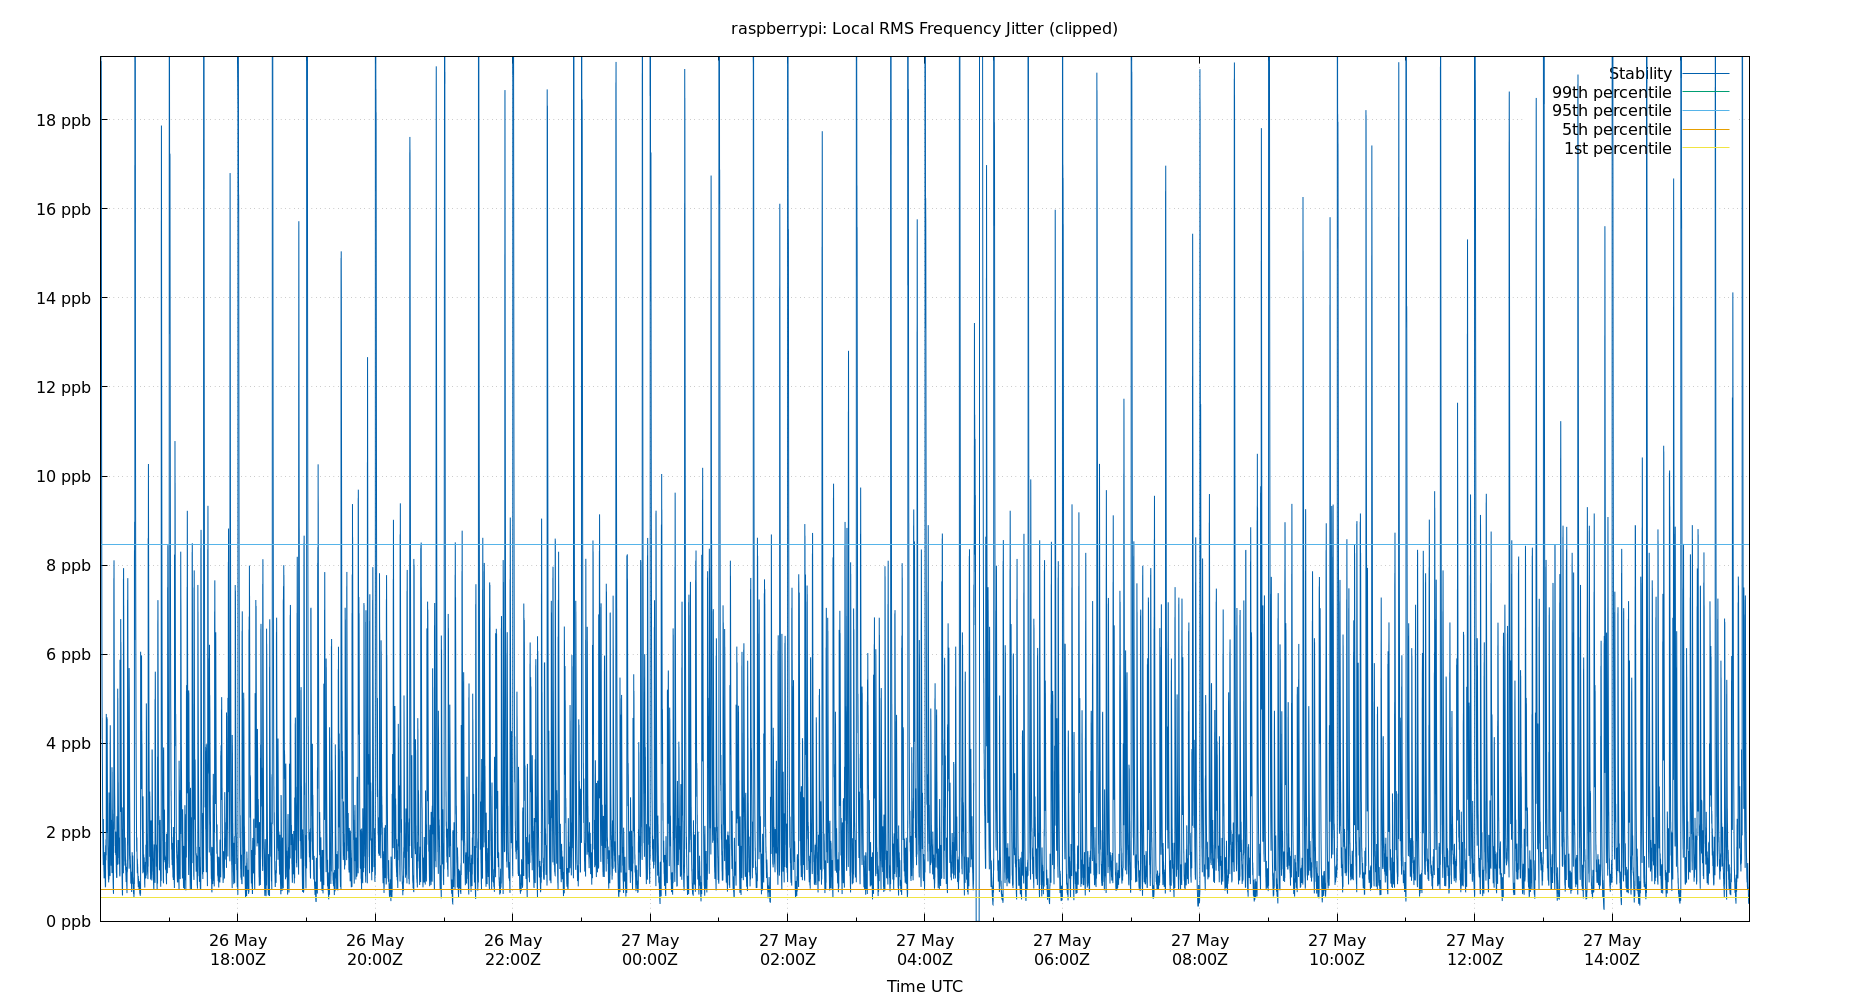 raspberrypi: Local RMS Frequency Jitter (clipped)
Stability
99th percentile
95th percentile
5th percentile
1st percentile
18 ppb
16 ppb
14 ppb
12 ppb
10 ppb
8 ppb
6 ppb
4 ppb
2 ppb
0 ppb
26 May 26 May 26 May 27 May 27 May 27 May 27 May 27 May 27 May 27 May 27 May
18:00Z 20:00Z 22:00Z 00:00Z 02:00Z 04:00Z 06:00Z 08:00Z 10:00Z 12:00Z 14:00Z
Time UTC